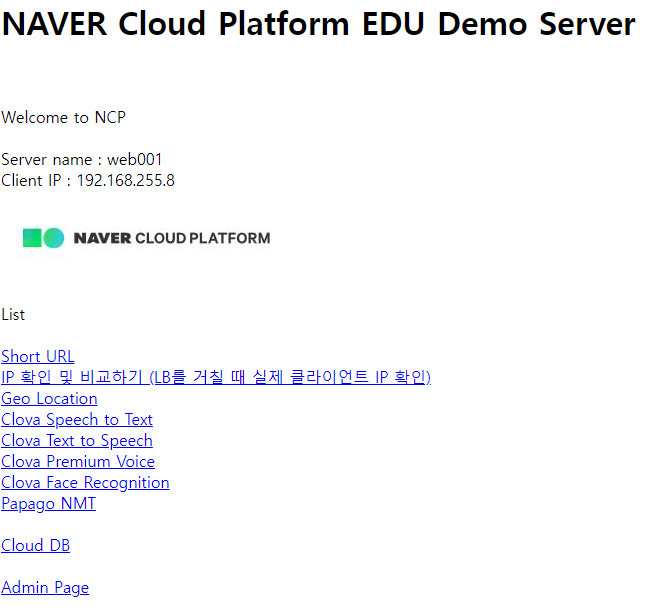 NAVER Cloud Platform EDU Demo Server
Welcome to NCP
Server name : web001
Client IP : 192.168.255.8
NAVER CLOUD PLATFORM
List
Short URL
IP 확인 및 비교하기 (LB를 거칠 때 실제 클라이언트 IP 확인)
Geo Location
Clova Speech to Text
Clova Text to Speech
Clova Premium Voice
Clova Face Recognition
Papago NMT
Cloud DB
Admin Page